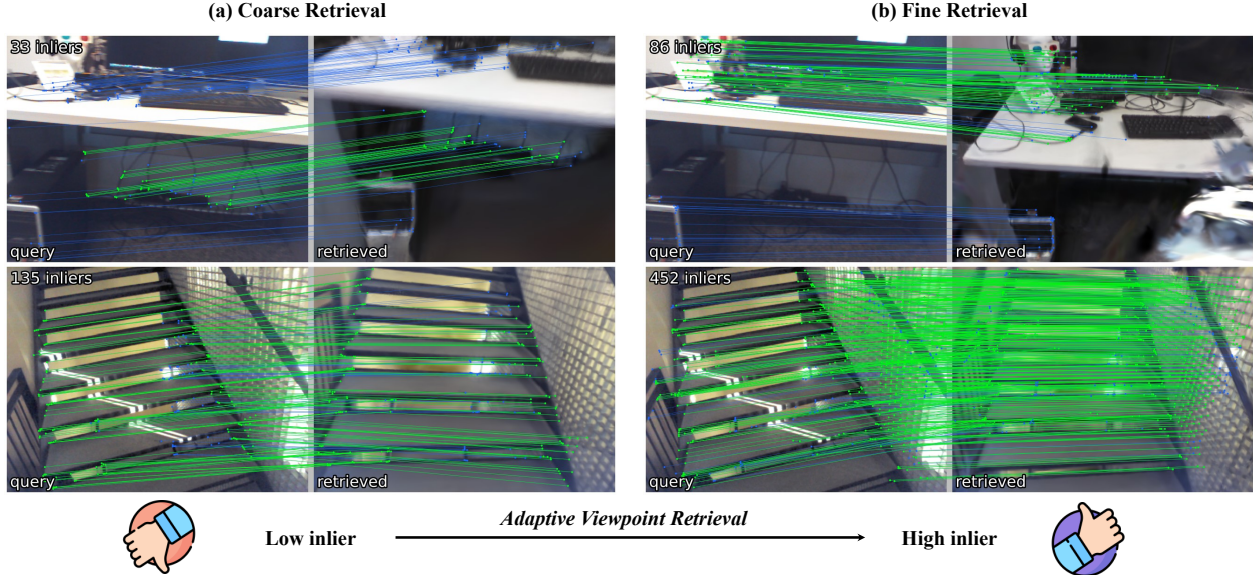 (a) Coarse Retrieval
(b) Fine Retrieval
33 inliers
query
retrieved
86 inliers
query
retrieved
135 inliers
query
retrieved
452 inliers
query
retrieved
Low inlier
Adaptive Viewpoint Retrieval
High inlier